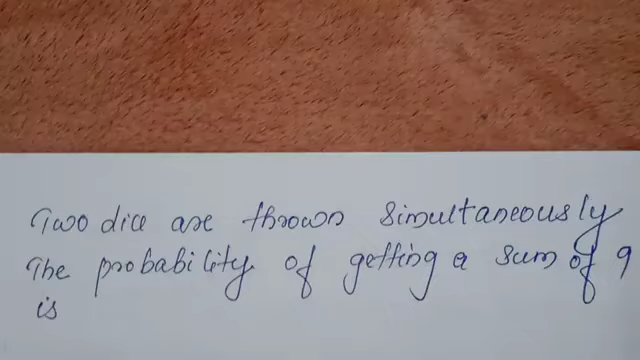 Two dice are thrown simultaneously
The probability of getting a sum of 9
is